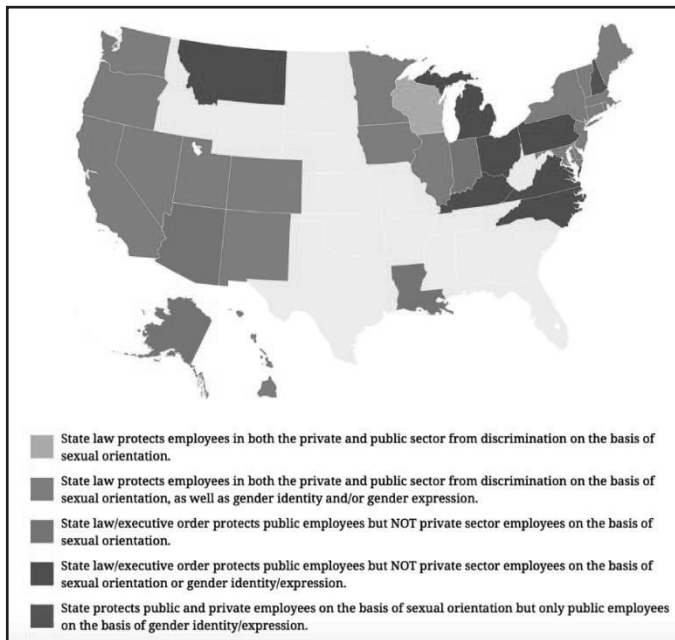 State law protects employees in both the private and public sector from discrimination on the basis of
sexual orientation.
State law protects employees in both the private and public sector from discrimination on the basis of
sexual orientation, as well as gender identity and/or gender expression.
State law/executive order protects public employees but NOT private sector employees on the basis of
sexual orientation.
State law/executive order protects public employees but NOT private sector employees on the basis of
sexual orientation or gender identity/expression.
State protects public and private employees on the basis of sexual orientation but only public employees
on the basis of gender identity/expression.